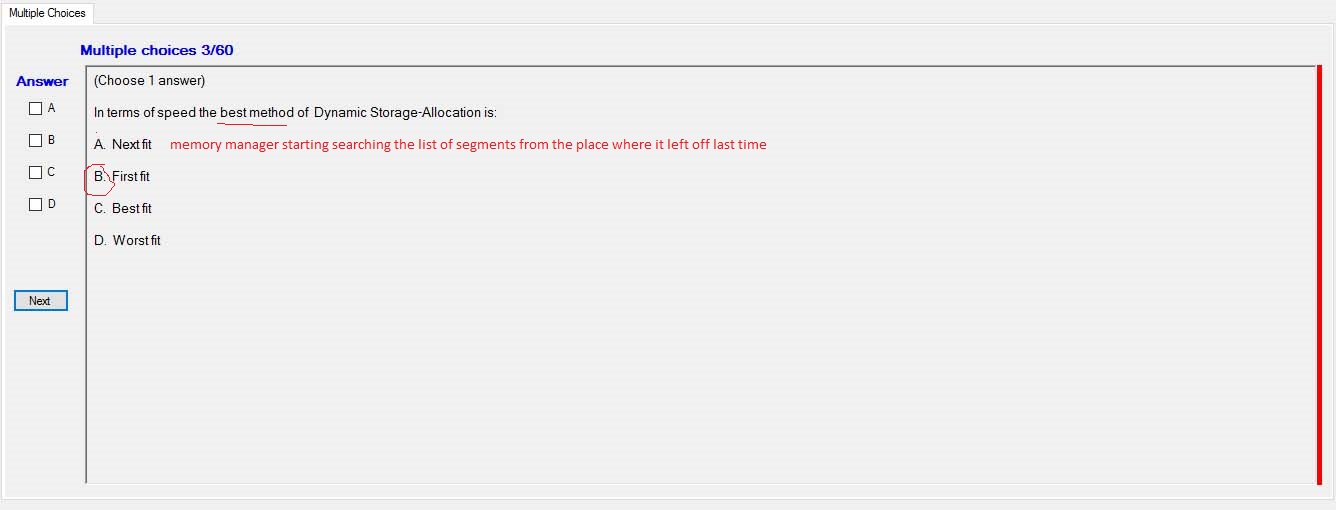 Multiple Choices
Multiple choices 3/60
Answer
A
B
C
D
Next
(Choose 1 answer)
In terms of speed the best method of Dynamic Storage-Allocation is:
A. Next fit memory manager starting searching the list of segments from the place where it left off last time
B. First fit
C. Best fit
D. Worst fit